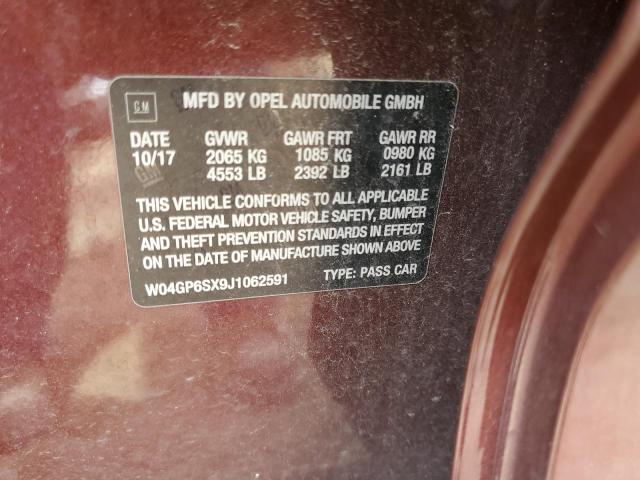 GM
MFD BY OPEL AUTOMOBILE GMBH
DATE GVWR GAWR FRT GAWR RR
10/17 2065 KG 1085 KG 0980 KG
4553 LB 2392 LB 2161 LB
THIS VEHICLE CONFORMS TO ALL APPLICABLE
U.S. FEDERAL MOTOR VEHICLE SAFETY, BUMPER
AND THEFT PREVENTION STANDARDS IN EFFECT
ON THE DATE OF MANUFACTURE SHOWN ABOVE
W04GP6SX9J1062591 TYPE: PASS CAR